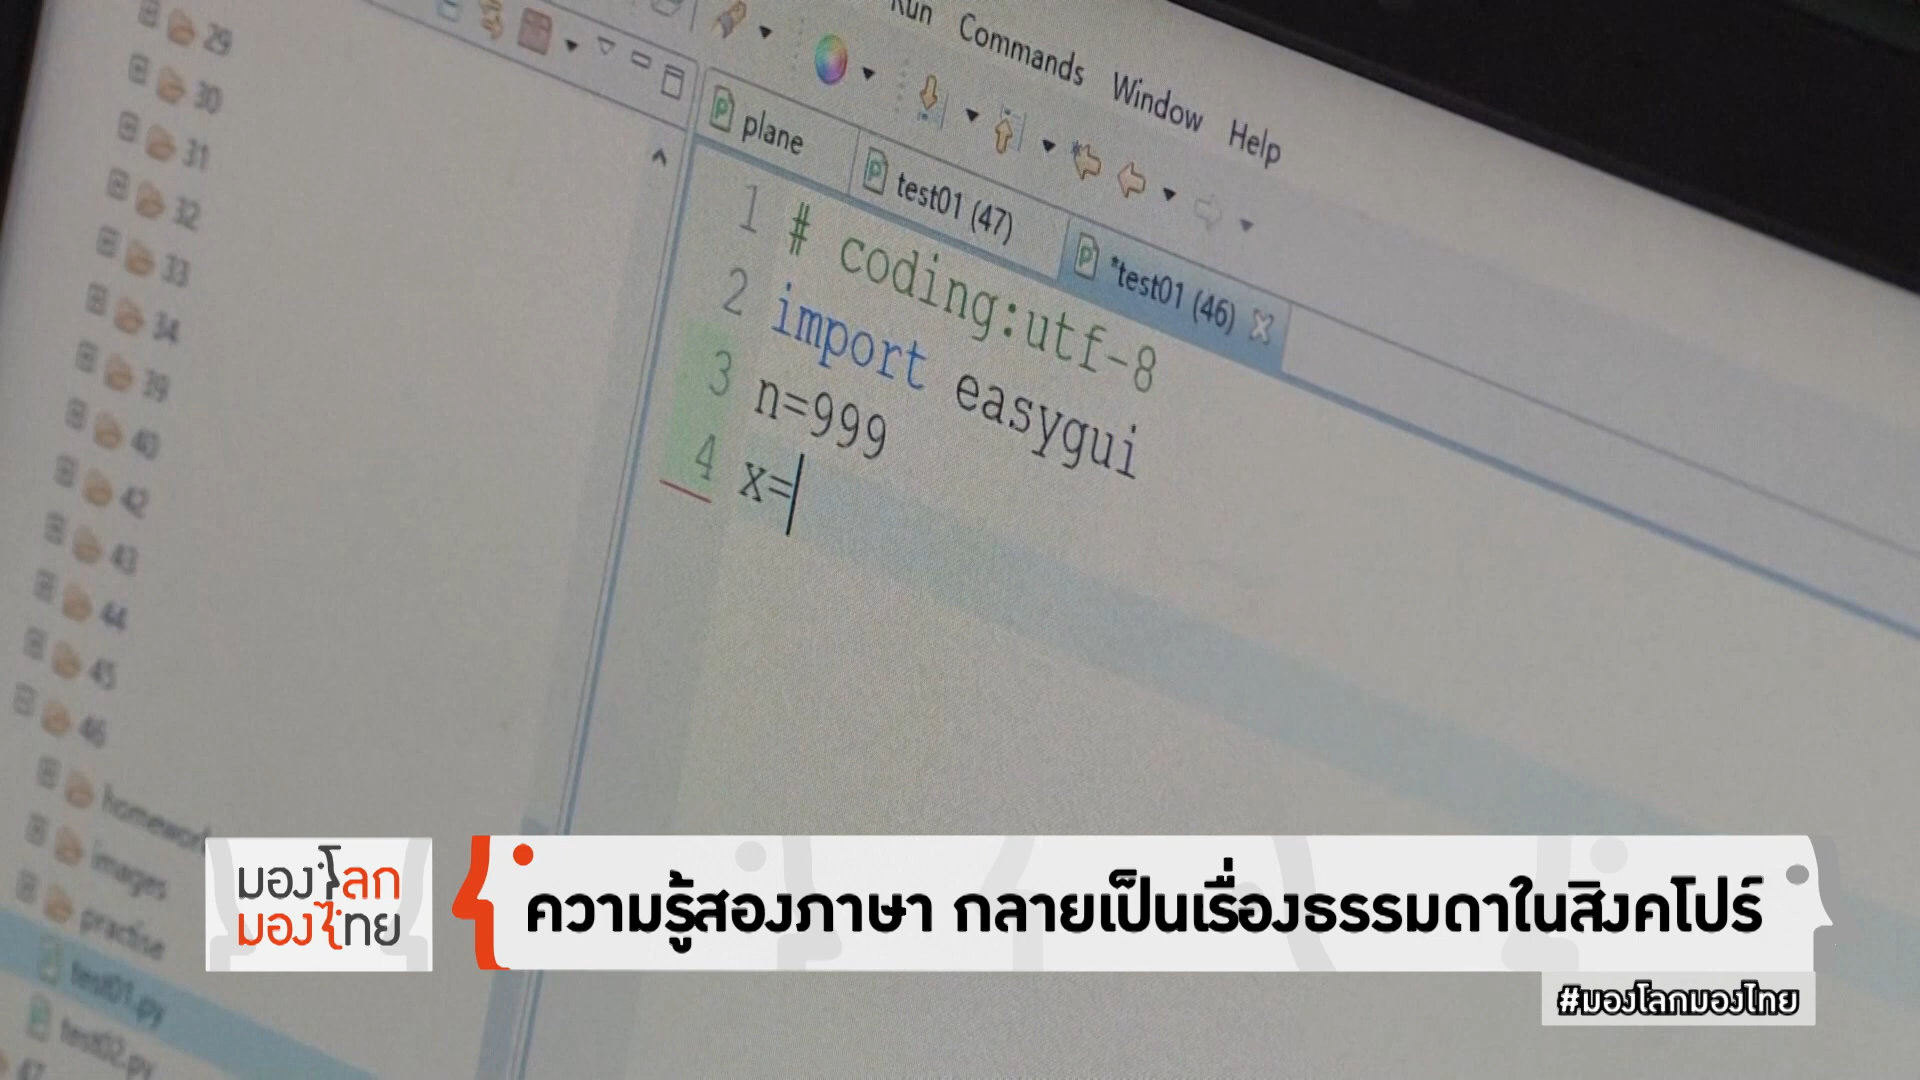 Run Commands Window Help
plane
test01 (47)
*test01 (46)
1 # coding:utf-8
2 import easygui
3 n=999
4 x=
29
30
31
32
33
34
39
40
42
43
44
45
46
homework
images
practise
test01.py
test02.py
47
มองโลก
มองไทย
ความรู้สองภาษา กลายเป็นเรื่องธรรมดาในสิงคโปร์
#มองโลกมองไทย